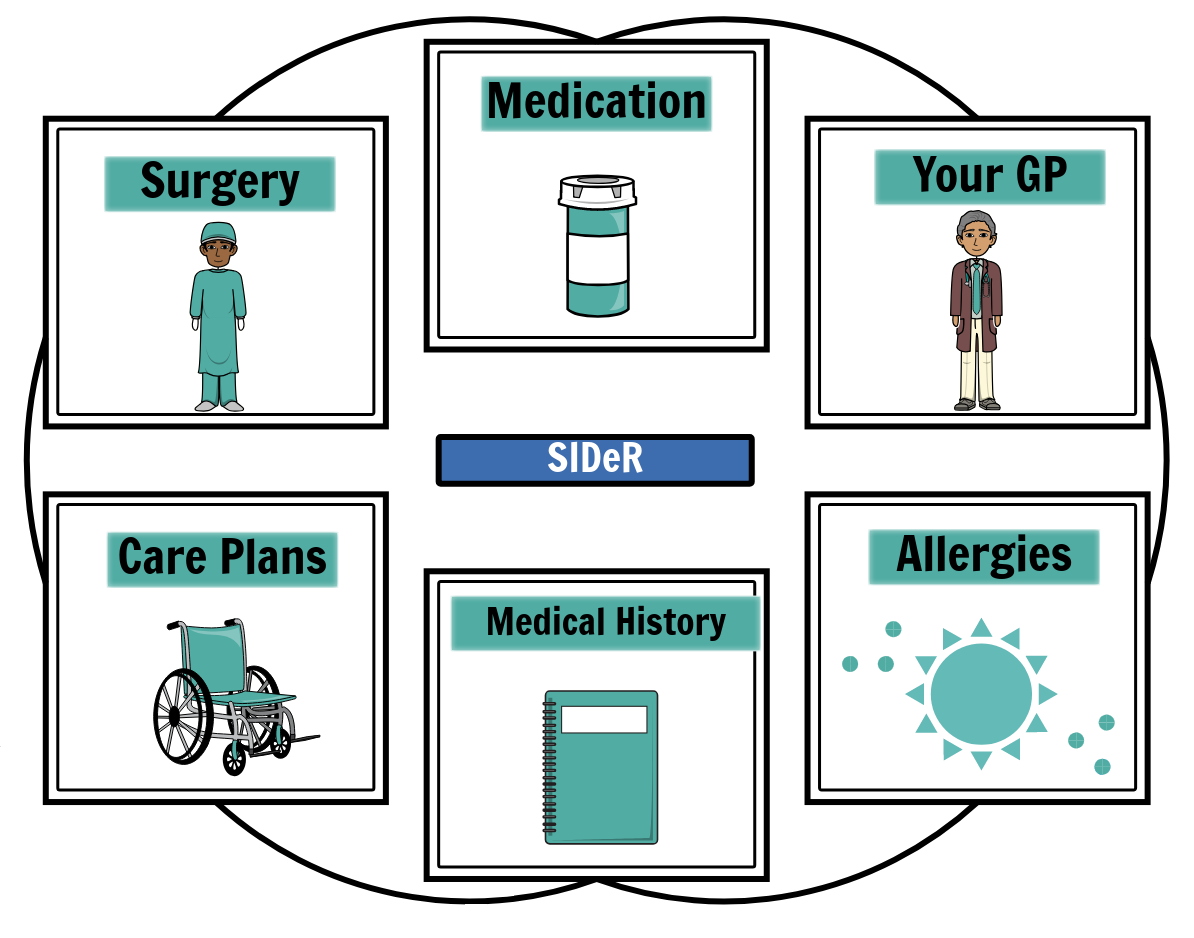 Medication
Surgery
Your GP
SIDeR
Care Plans
Allergies
Medical History